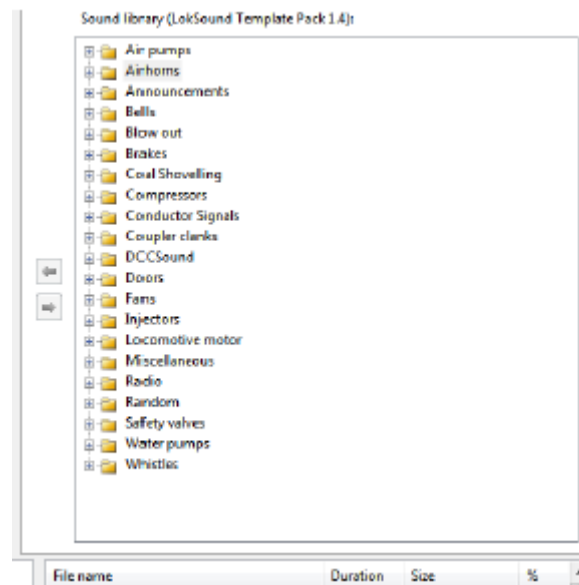 Sound library (LokSound Template Pack 1.4):
Air pumps
Airhorns
Announcements
Bells
Blow out
Brakes
Coal Shovelling
Compressors
Conductor Signals
Coupler clanks
DCCSound
Doors
Fans
Injectors
Locomotive motor
Miscellaneous
Radio
Random
Saffety valves
Water pumps
Whistles
File name Duration Size %